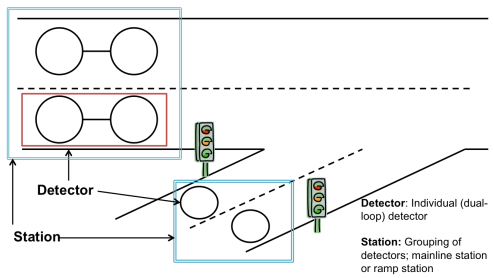 Detector
Station
Detector: Individual (dual-
loop) detector
Station: Grouping of
detectors; mainline station
or ramp station